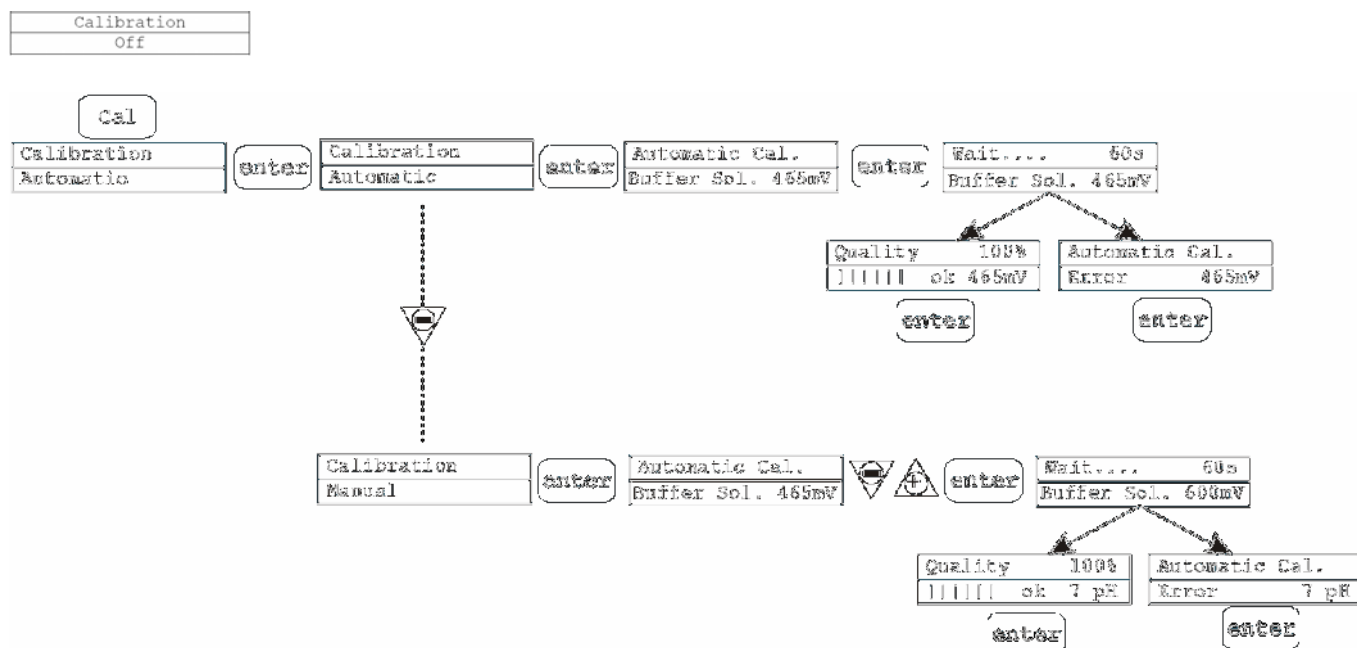 Calibration
Off
Cal
Calibration
Automatic
enter
Calibration
Automatic
enter
Automatic Cal.
Buffer Sol. 465mV
enter
Wait.... 60s
Buffer Sol. 465mV
Quality 100%
ok 465mV
enter
Automatic Cal.
Error 465mV
enter
Calibration
Manual
enter
Automatic Cal.
Buffer Sol. 465mV
enter
Wait.... 60s
Buffer Sol. 600mV
Quality 100%
ok 7 pH
enter
Automatic Cal.
Error 7 pH
enter